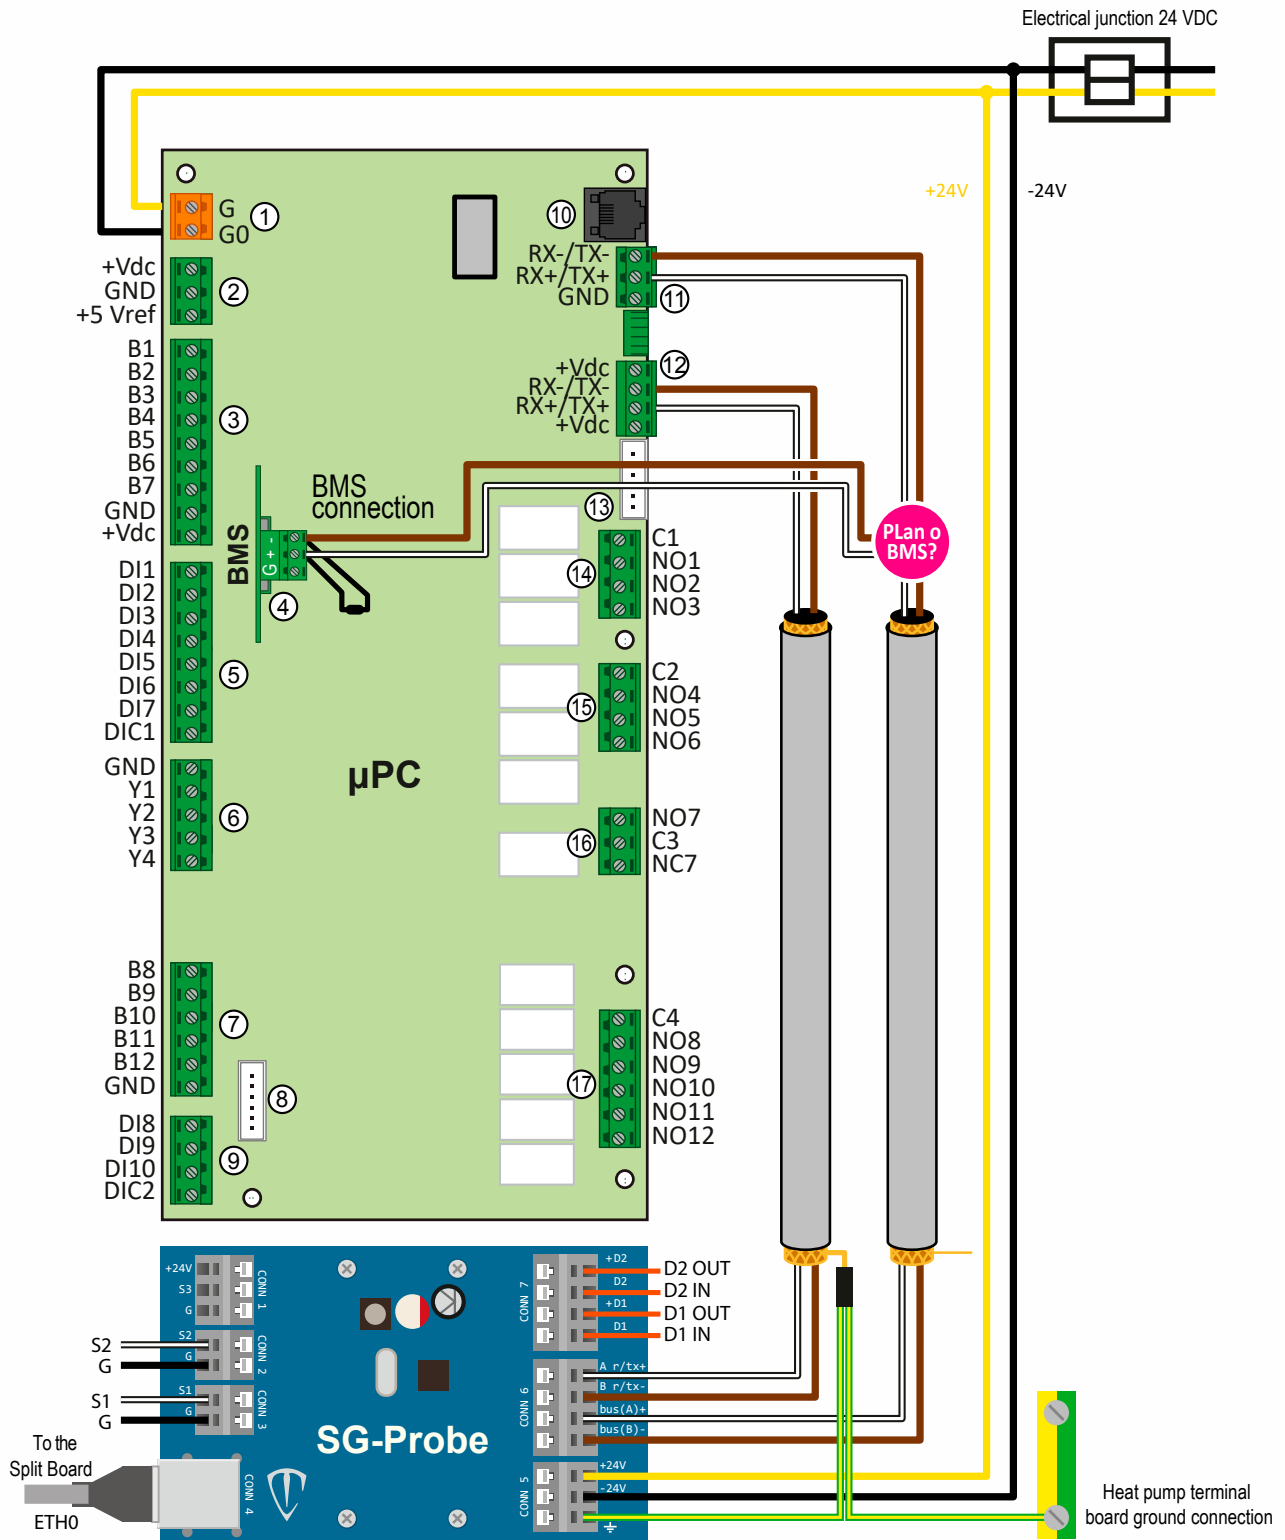 Electrical junction 24 VDC
+24V
-24V
G
G0
1
+Vdc
GND
+5 Vref
2
B1
B2
B3
B4
B5
B6
B7
GND
+Vdc
3
BMS
G + -
4
BMS
connection
DI1
DI2
DI3
DI4
DI5
DI6
DI7
DIC1
5
GND
Y1
Y2
Y3
Y4
6
µPC
B8
B9
B10
B11
B12
GND
7
8
DI8
DI9
DI10
DIC2
9
10
RX-/TX-
RX+/TX+
GND
11
12
+Vdc
RX-/TX-
RX+/TX+
+Vdc
13
PLan o
BMS?
C1
NO1
NO2
NO3
14
C2
NO4
NO5
NO6
15
NO7
C3
NC7
16
C4
NO8
NO9
NO10
NO11
NO12
17
+24V
S3
G
CONN 1
S2
G
CONN 2
S2
G
S1
G
CONN 3
S1
G
CONN 4
To the
Split Board
ETH0
SG-Probe
+D2
D2
+D1
D1
CONN 7
D2 OUT
D2 IN
D1 OUT
D1 IN
A r/tx+
B r/tx-
bus(A)+
bus(B)-
CONN 6
+24V
-24V
CONN 5
Heat pump terminal
board ground connection